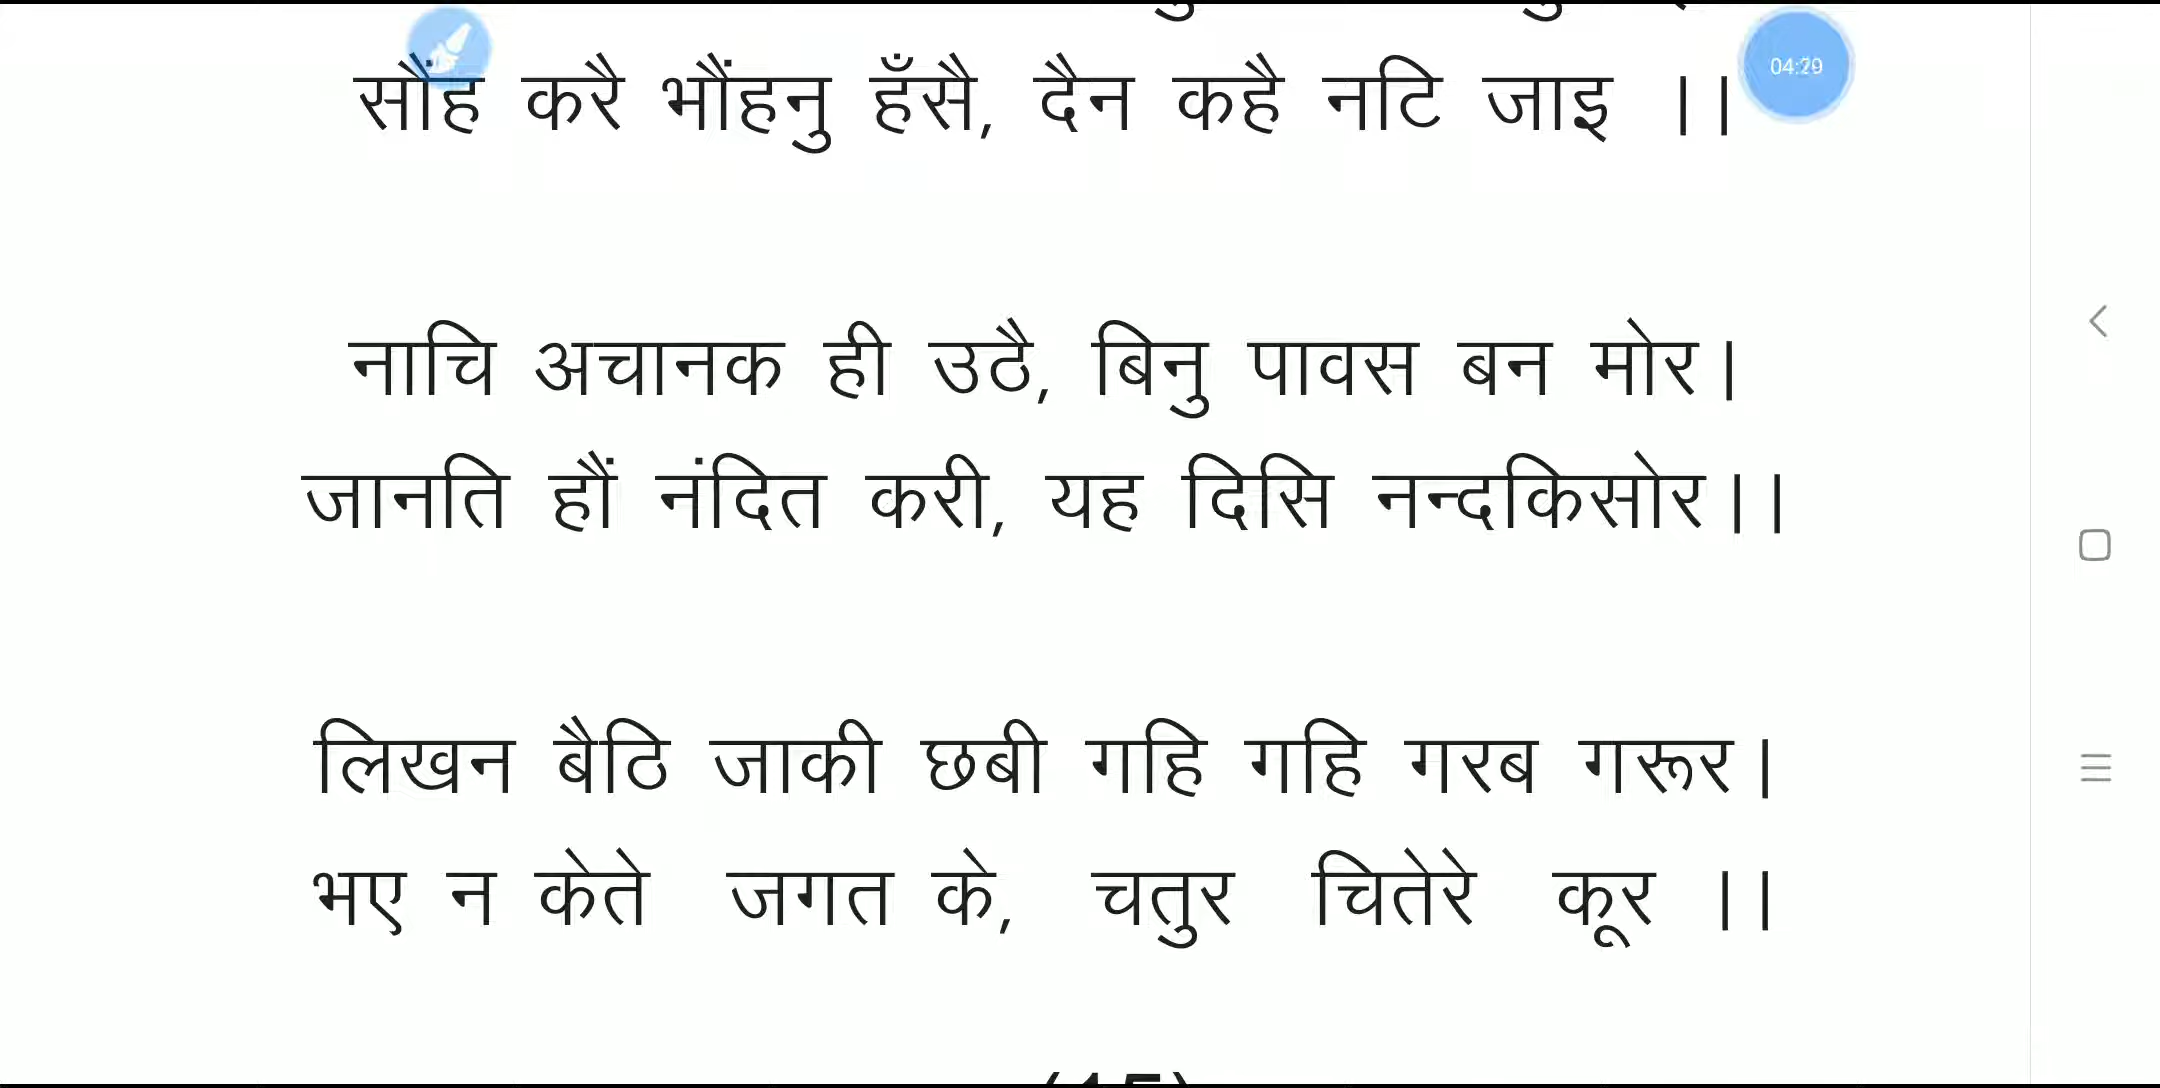 सौंह करै भौंहनु हँसै, दैन कहै नटि जाइ ।।
04:29
नाचि अचानक ही उठै, बिनु पावस बन मोर।
जानति हौं नंदित करी, यह दिसि नन्दकिसोर।।
लिखन बैठि जाकी छबी गहि गहि गरब गरूर।
भए न केते जगत के, चतुर चितेरे कूर ।।